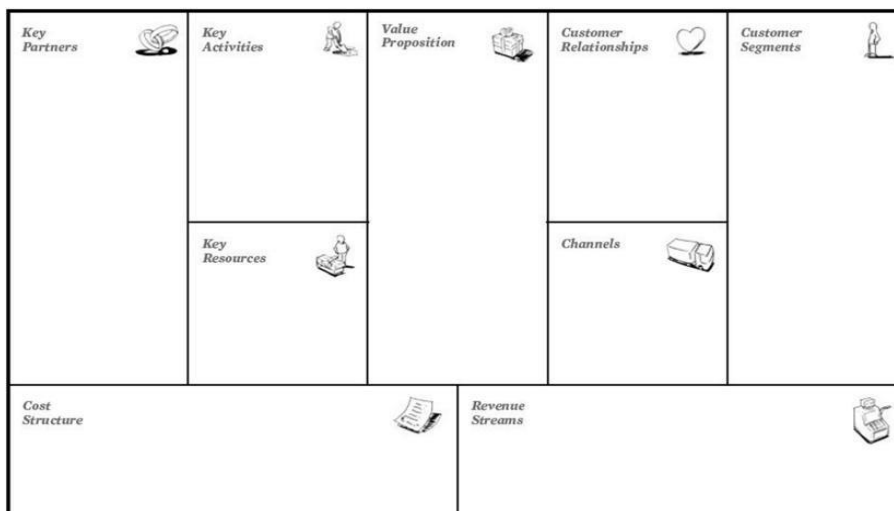 Key
Partners
Key
Activities
Value
Proposition
Customer
Relationships
Customer
Segments
Key
Resources
Channels
Cost
Structure
Revenue
Streams